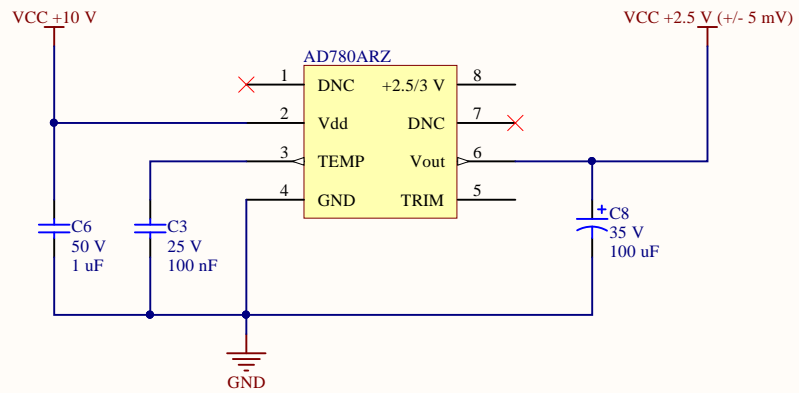 VCC +10 V
VCC +2.5 V (+/- 5 mV)
AD780ARZ
1 DNC +2.5/3 V 8
2 Vdd DNC 7
3 TEMP Vout 6
4 GND TRIM 5
C6
50 V
1 uF
C3
25 V
100 nF
+
C8
35 V
100 uF
GND